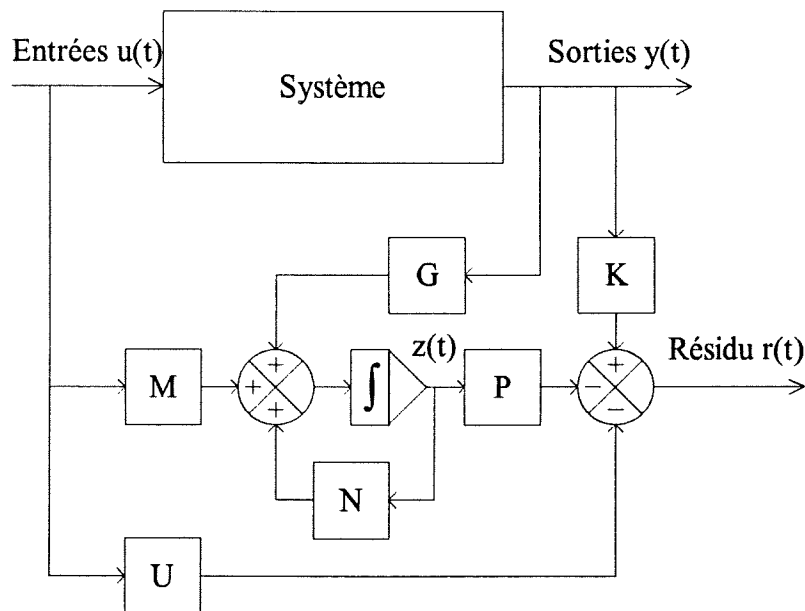 Entrées u(t)
Sorties y(t)
Système
G
K
z(t)
Résidu r(t)
M
+
+
+
∫
P
+
−
−
N
U